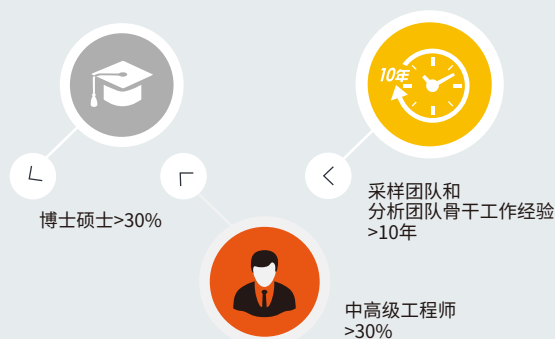 10年
博士硕士>30%
采样团队和
分析团队骨干工作经验
>10年
中高级工程师
>30%